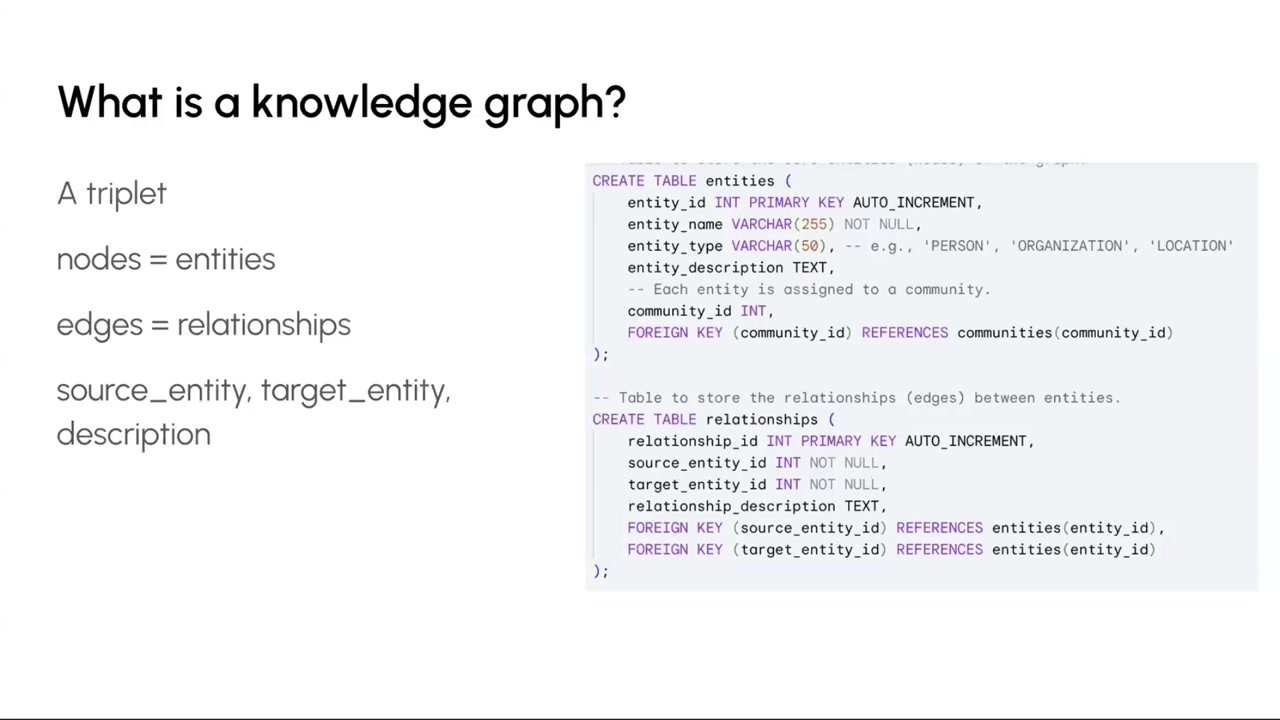 What is a knowledge graph?
A triplet
nodes = entities
edges = relationships
source_entity, target_entity,
description
CREATE TABLE entities (
entity_id INT PRIMARY KEY AUTO_INCREMENT,
entity_name VARCHAR(255) NOT NULL,
entity_type VARCHAR(50), -- e.g., 'PERSON', 'ORGANIZATION', 'LOCATION'
entity_description TEXT,
-- Each entity is assigned to a community.
community_id INT,
FOREIGN KEY (community_id) REFERENCES communities(community_id)
);
-- Table to store the relationships (edges) between entities.
CREATE TABLE relationships (
relationship_id INT PRIMARY KEY AUTO_INCREMENT,
source_entity_id INT NOT NULL,
target_entity_id INT NOT NULL,
relationship_description TEXT,
FOREIGN KEY (source_entity_id) REFERENCES entities(entity_id),
FOREIGN KEY (target_entity_id) REFERENCES entities(entity_id)
);